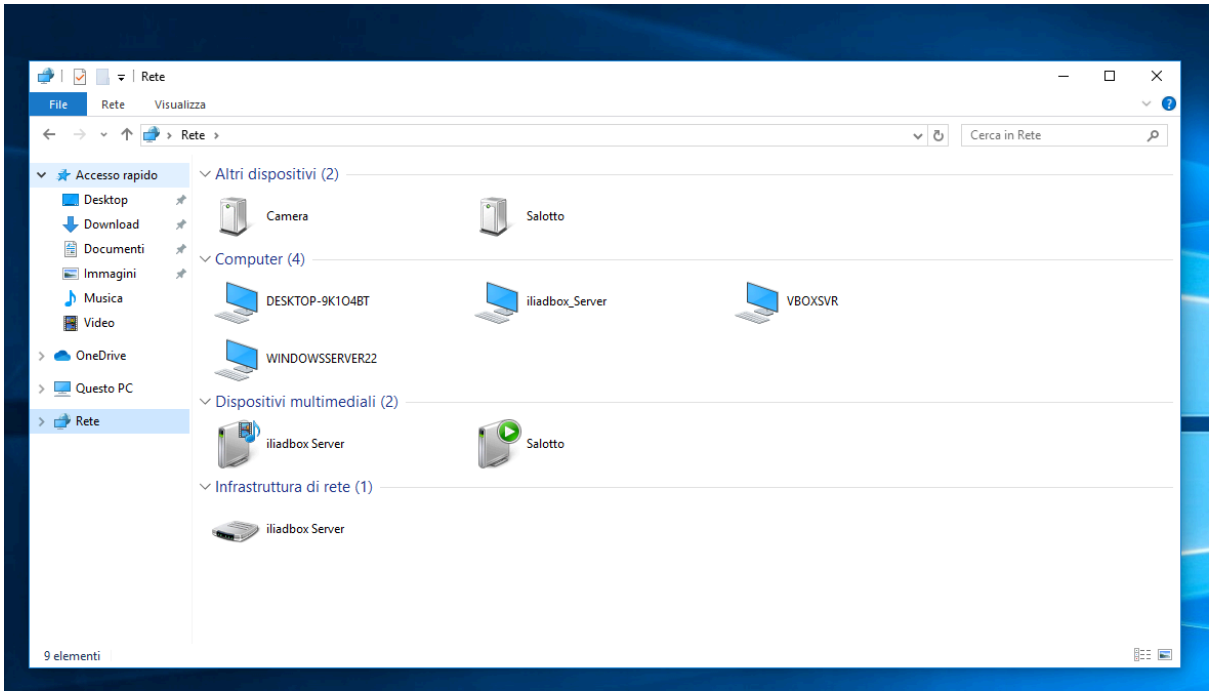 Rete
File Rete Visualizza
Rete
Cerca in Rete
Accesso rapido
Desktop
Download
Documenti
Immagini
Musica
Video
OneDrive
Questo PC
Rete
Altri dispositivi (2)
Camera Salotto
Computer (4)
DESKTOP-9K1O4BT iliadbox_Server VBOXSVR
WINDOWSSERVER22
Dispositivi multimediali (2)
iliadbox Server Salotto
Infrastruttura di rete (1)
iliadbox Server
9 elementi